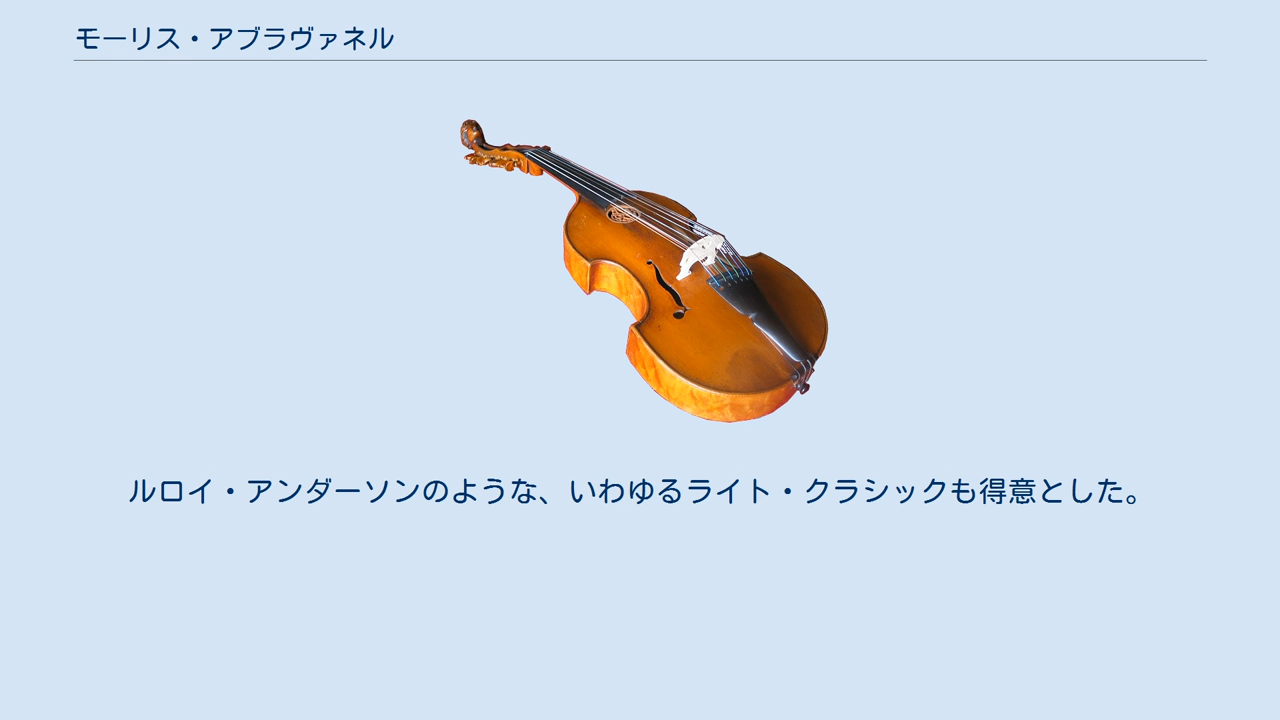 モーリス・アブラヴァネル
ルロイ・アンダーソンのような、いわゆるライト・クラシックも得意とした。